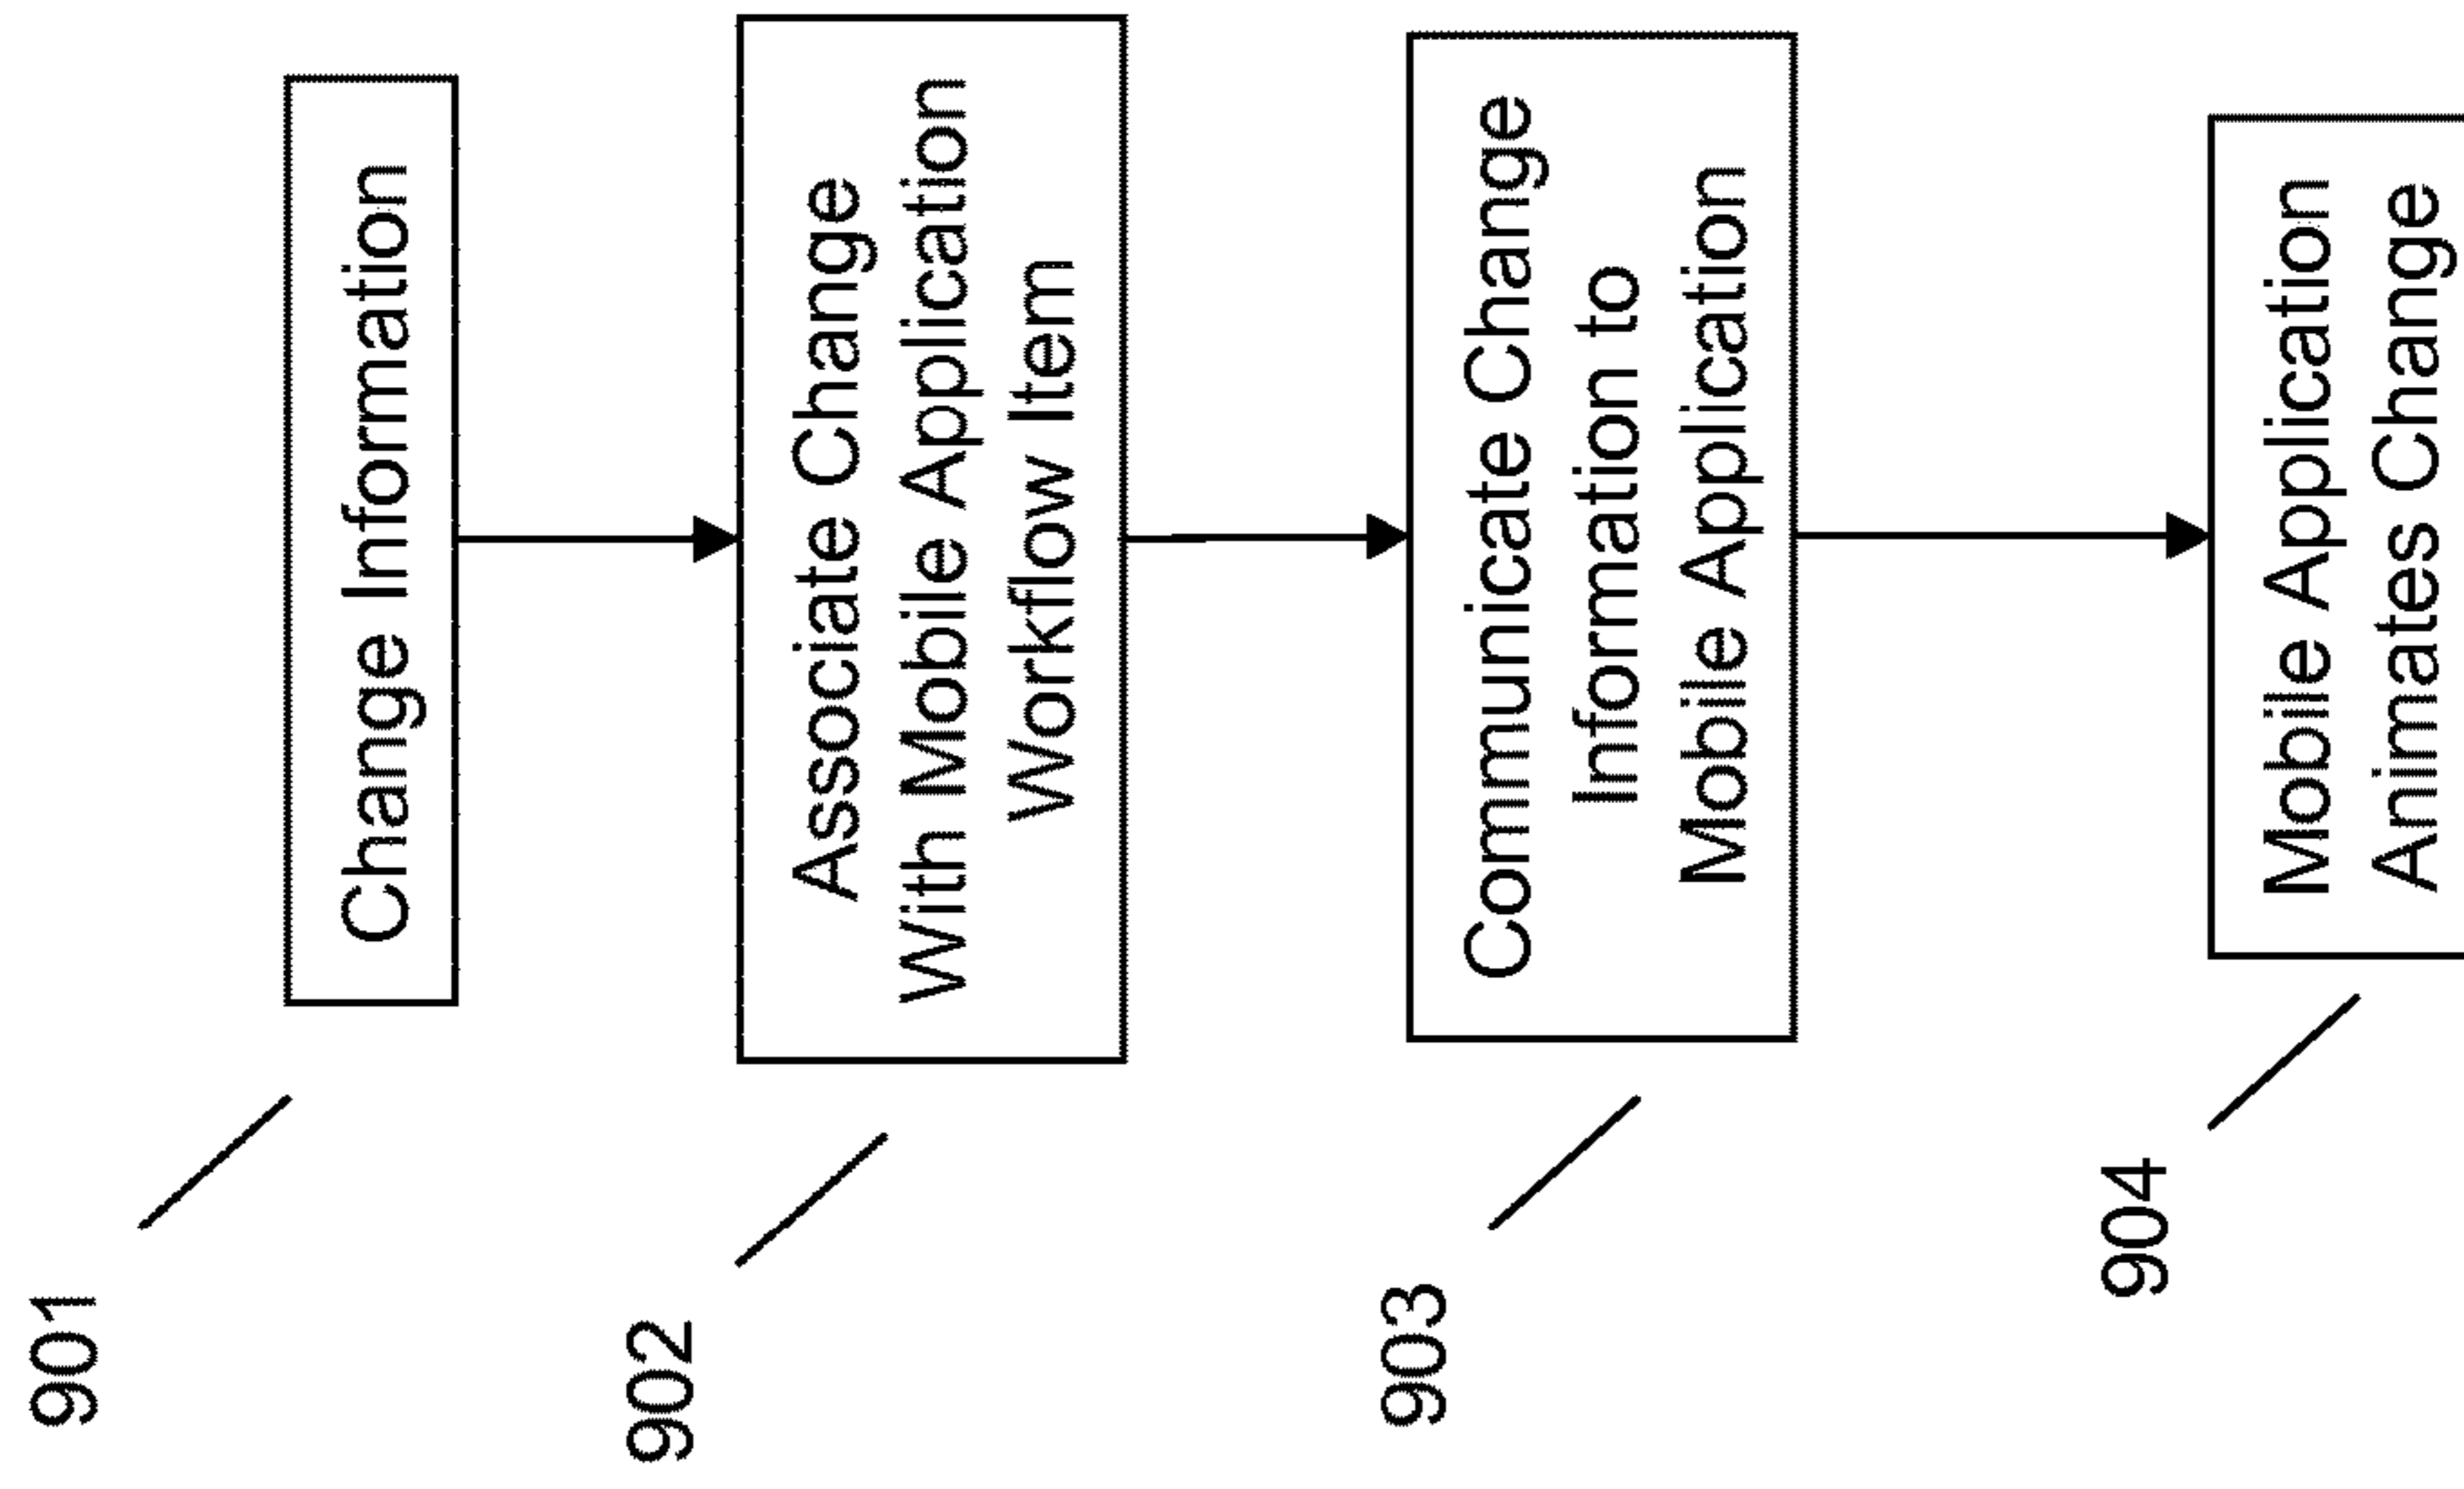 901
Change Information
902
Associate Change
With Mobile Application
Workflow Item
903
Communicate Change
Information to
Mobile Application
904
Mobile Application
Animates Change